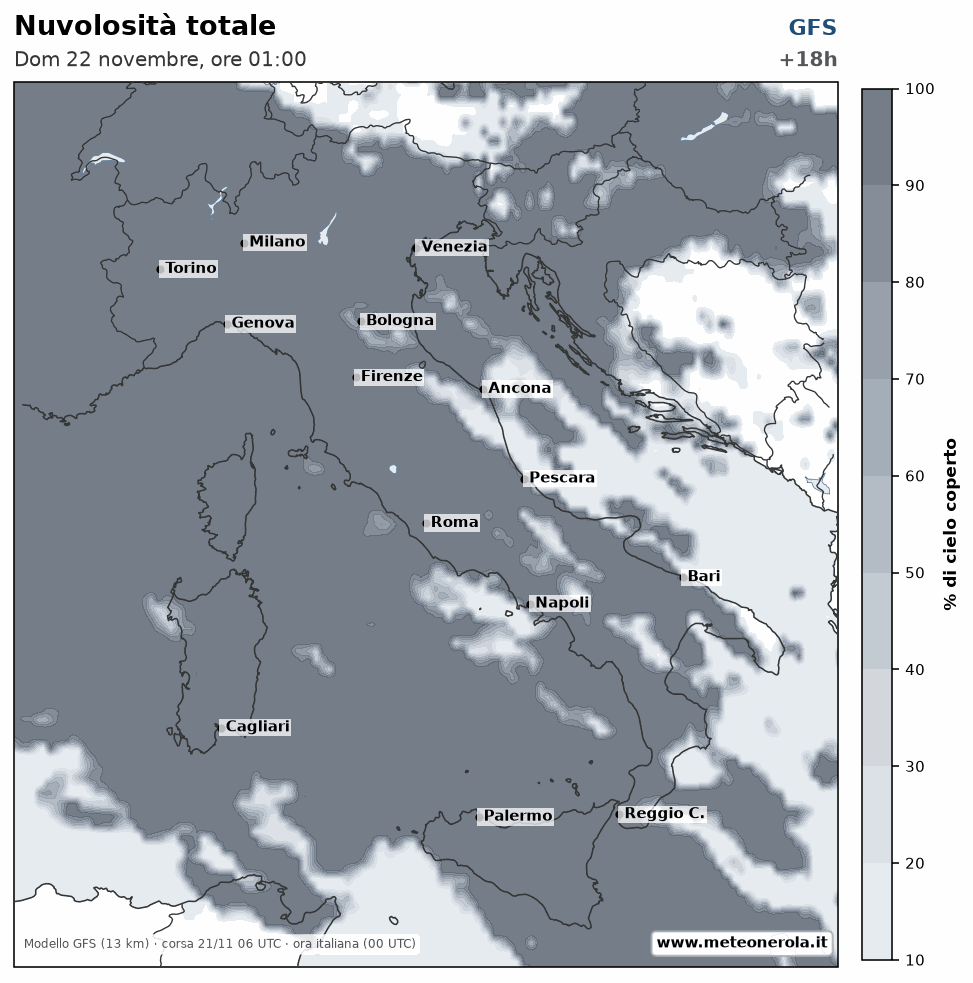 Nuvolosità totale
GFS
Dom 22 novembre, ore 01:00
+18h
100
90
80
70
60
50
40
30
20
10
% di cielo coperto
Milano
Venezia
Torino
Genova
Bologna
Firenze
Ancona
Pescara
Roma
Bari
Napoli
Cagliari
Palermo
Reggio C.
Modello GFS (13 km) · corsa 21/11 06 UTC · ora italiana (00 UTC)
www.meteonerola.it